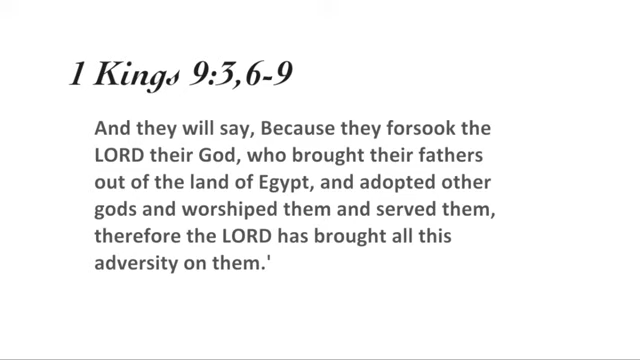 1 Kings 9:3,6-9
And they will say, Because they forsook the
LORD their God, who brought their fathers
out of the land of Egypt, and adopted other
gods and worshiped them and served them,
therefore the LORD has brought all this
adversity on them.'